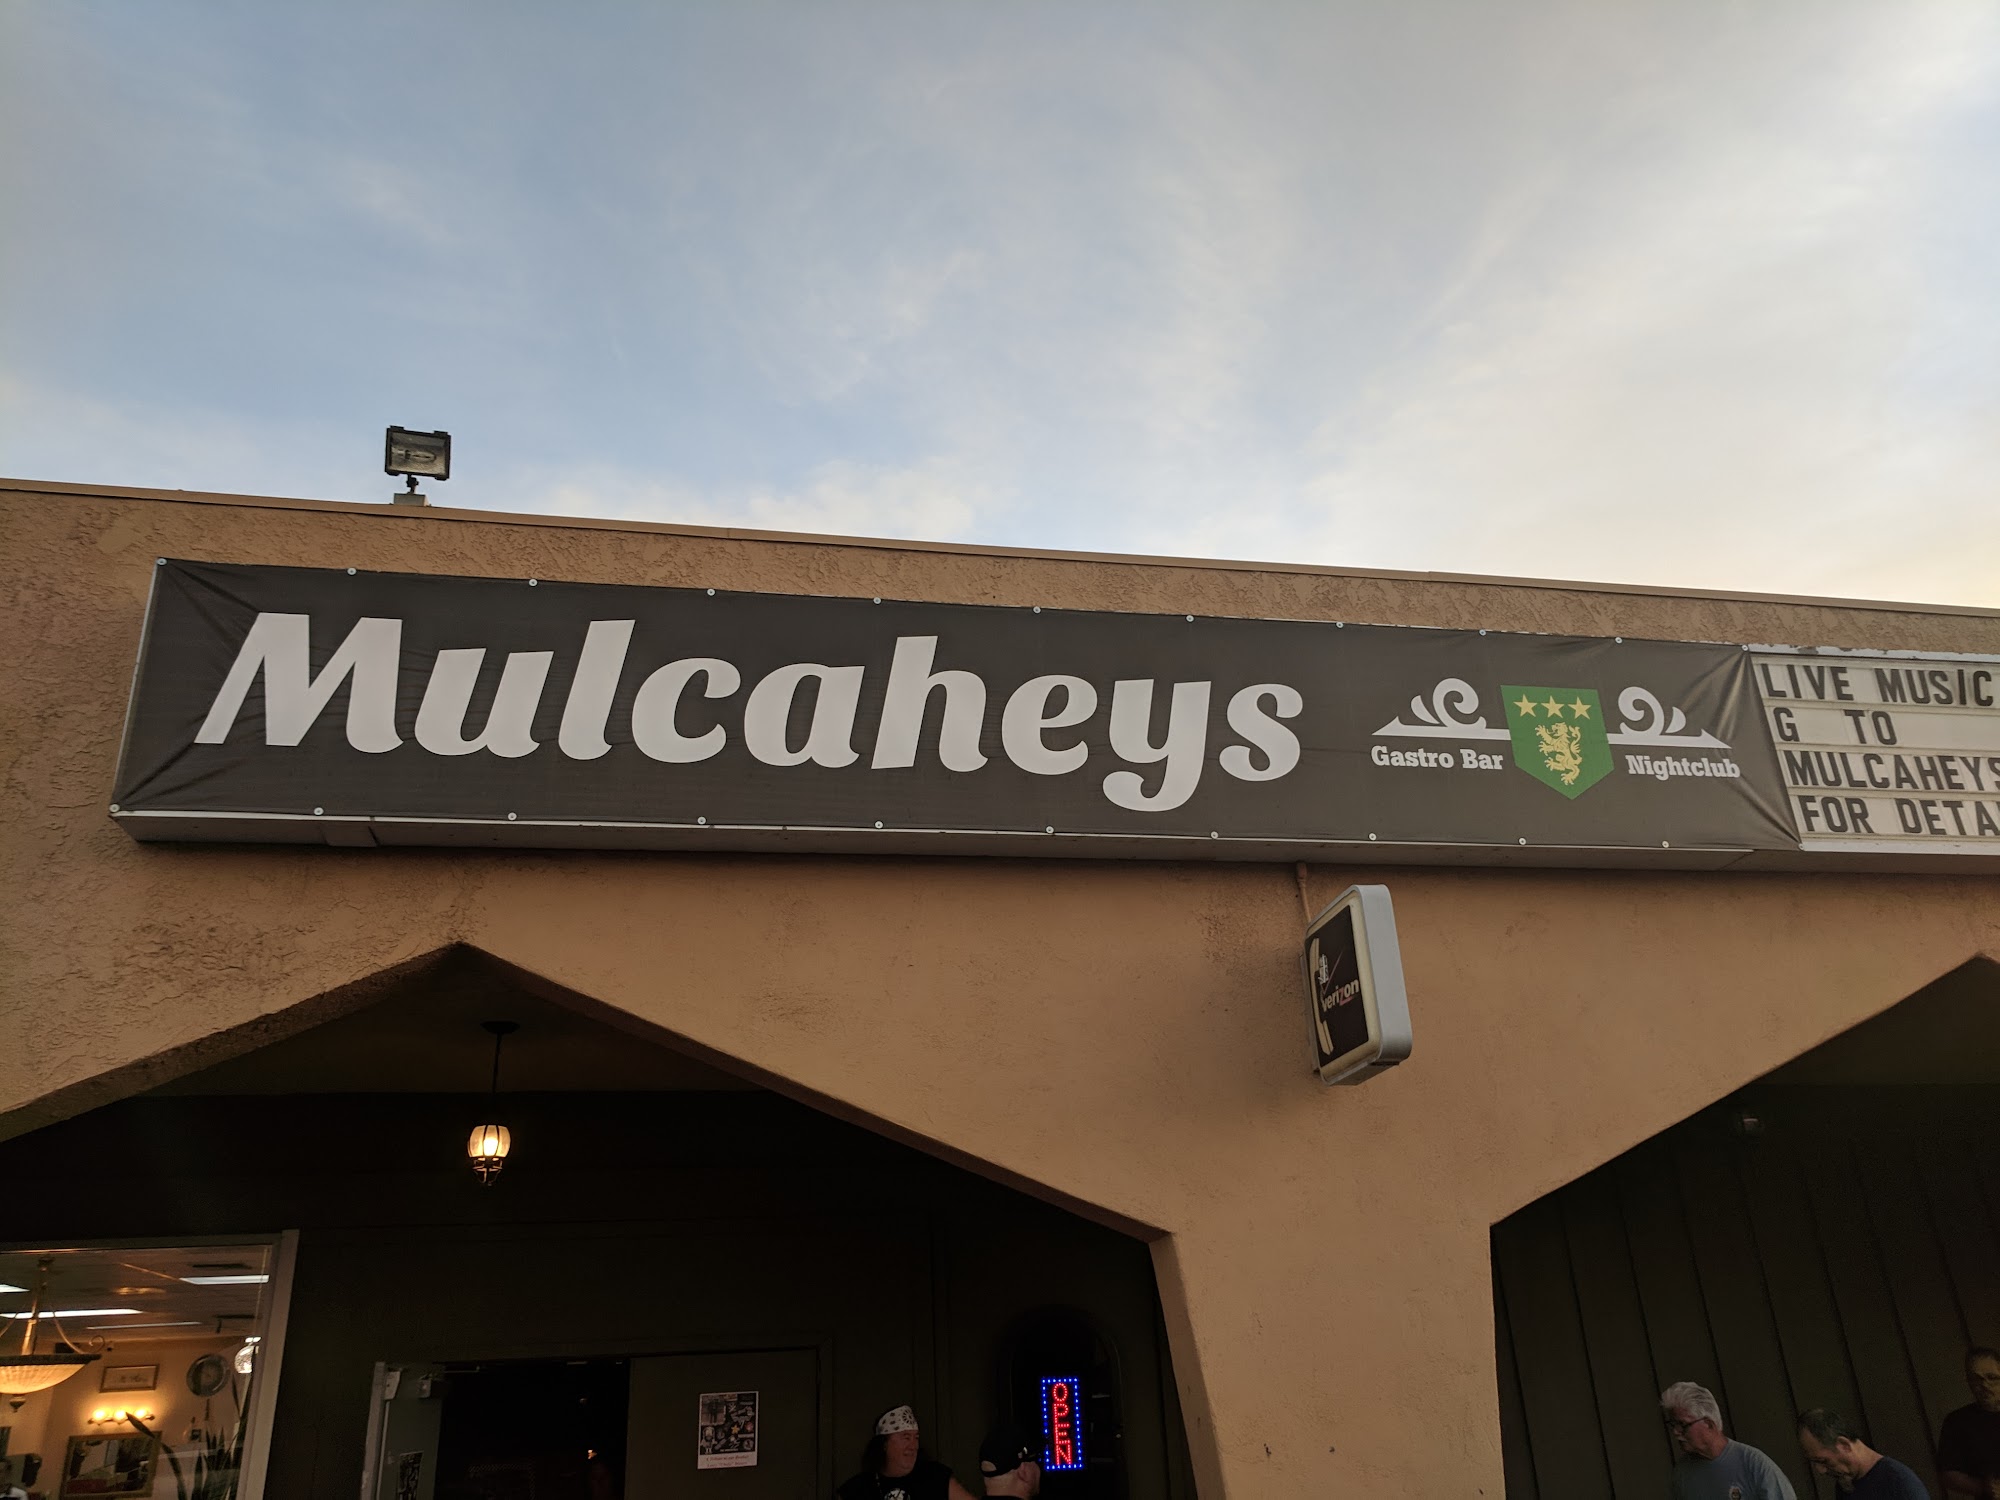 Mulcaheys
Gastro Bar
Nightclub
LIVE MUSIC
G TO
MULCAHEYS
FOR DETA
verizon
OPEN